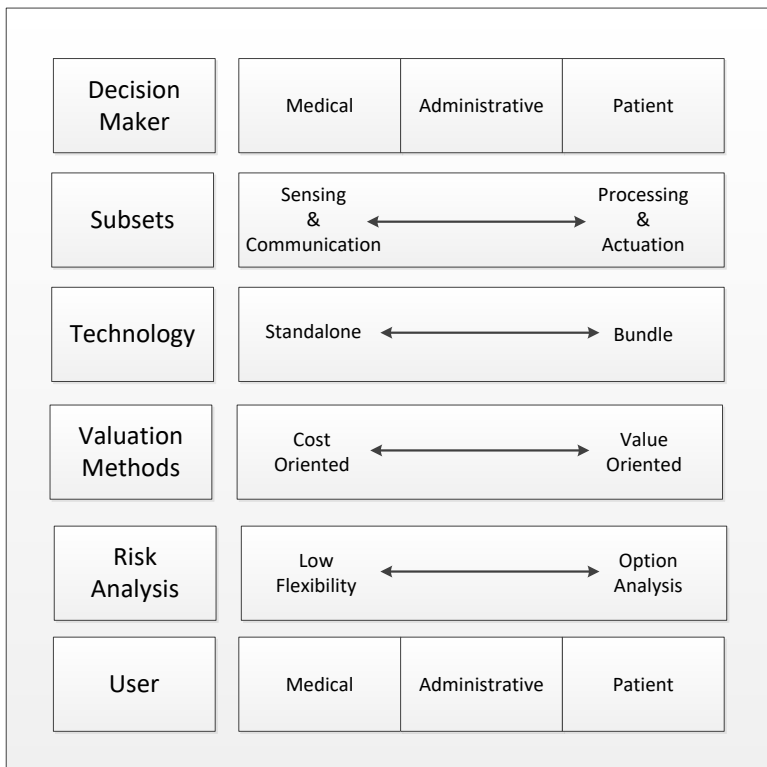 Decision
Maker
Medical
Administrative
Patient
Subsets
Sensing
&
Communication
Processing
&
Actuation
Technology
Standalone
Bundle
Valuation
Methods
Cost
Oriented
Value
Oriented
Risk
Analysis
Low
Flexibility
Option
Analysis
User
Medical
Administrative
Patient